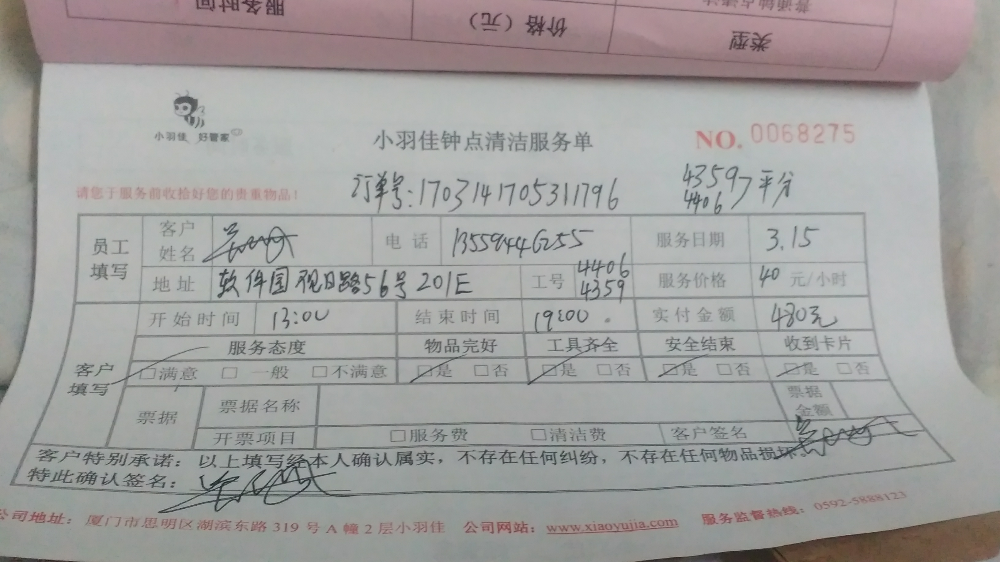 服务时间 价格（元） 类型
小羽佳 好管家
小羽佳钟点清洁服务单 NO. 0068275
请您于服务前收捡好您的贵重物品！ 订单号:1703141705311796 4359 平分
4406
员工填写 客户姓名 电话 13559446255 服务日期 3.15
地址 软件园观日路56号201E 工号 4406 服务价格 40 元/小时
4359
客户填写 开始时间 13:00 结束时间 19:00. 实付金额 480元
服务态度 物品完好 工具齐全 安全结束 收到卡片
□满意 □一般 □不满意 □是 □否 □是 □否 □是 □否 □是 □否
票据 票据名称 票据金额
开票项目 □服务费 □清洁费 客户签名
客户特别承诺：以上填写经本人确认属实，不存在任何纠纷，不存在任何物品损坏
特此确认签名：
公司地址：厦门市思明区湖滨东路 319 号 A 幢 2 层小羽佳 公司网站：www.xiaoyujia.com 服务监督热线：0592-5888123